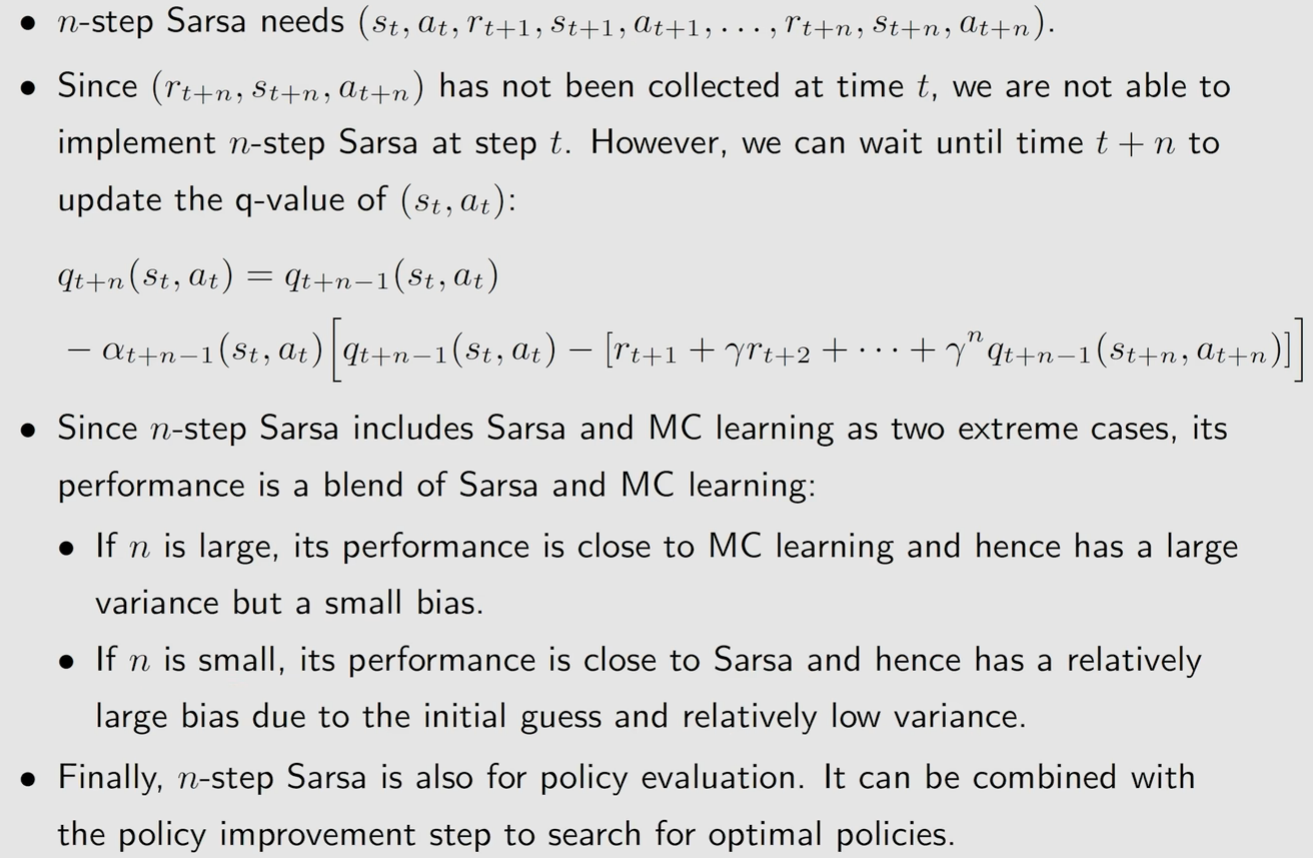 • n-step Sarsa needs (s_t, a_t, r_{t+1}, s_{t+1}, a_{t+1}, . . . , r_{t+n}, s_{t+n}, a_{t+n}).
• Since (r_{t+n}, s_{t+n}, a_{t+n}) has not been collected at time t, we are not able to
implement n-step Sarsa at step t. However, we can wait until time t + n to
update the q-value of (s_t, a_t):
q_{t+n}(s_t, a_t) = q_{t+n−1}(s_t, a_t)
− α_{t+n−1}(s_t, a_t)[q_{t+n−1}(s_t, a_t) − [r_{t+1} + γr_{t+2} + · · · + γ^n q_{t+n−1}(s_{t+n}, a_{t+n})]]
• Since n-step Sarsa includes Sarsa and MC learning as two extreme cases, its
performance is a blend of Sarsa and MC learning:
• If n is large, its performance is close to MC learning and hence has a large
variance but a small bias.
• If n is small, its performance is close to Sarsa and hence has a relatively
large bias due to the initial guess and relatively low variance.
• Finally, n-step Sarsa is also for policy evaluation. It can be combined with
the policy improvement step to search for optimal policies.